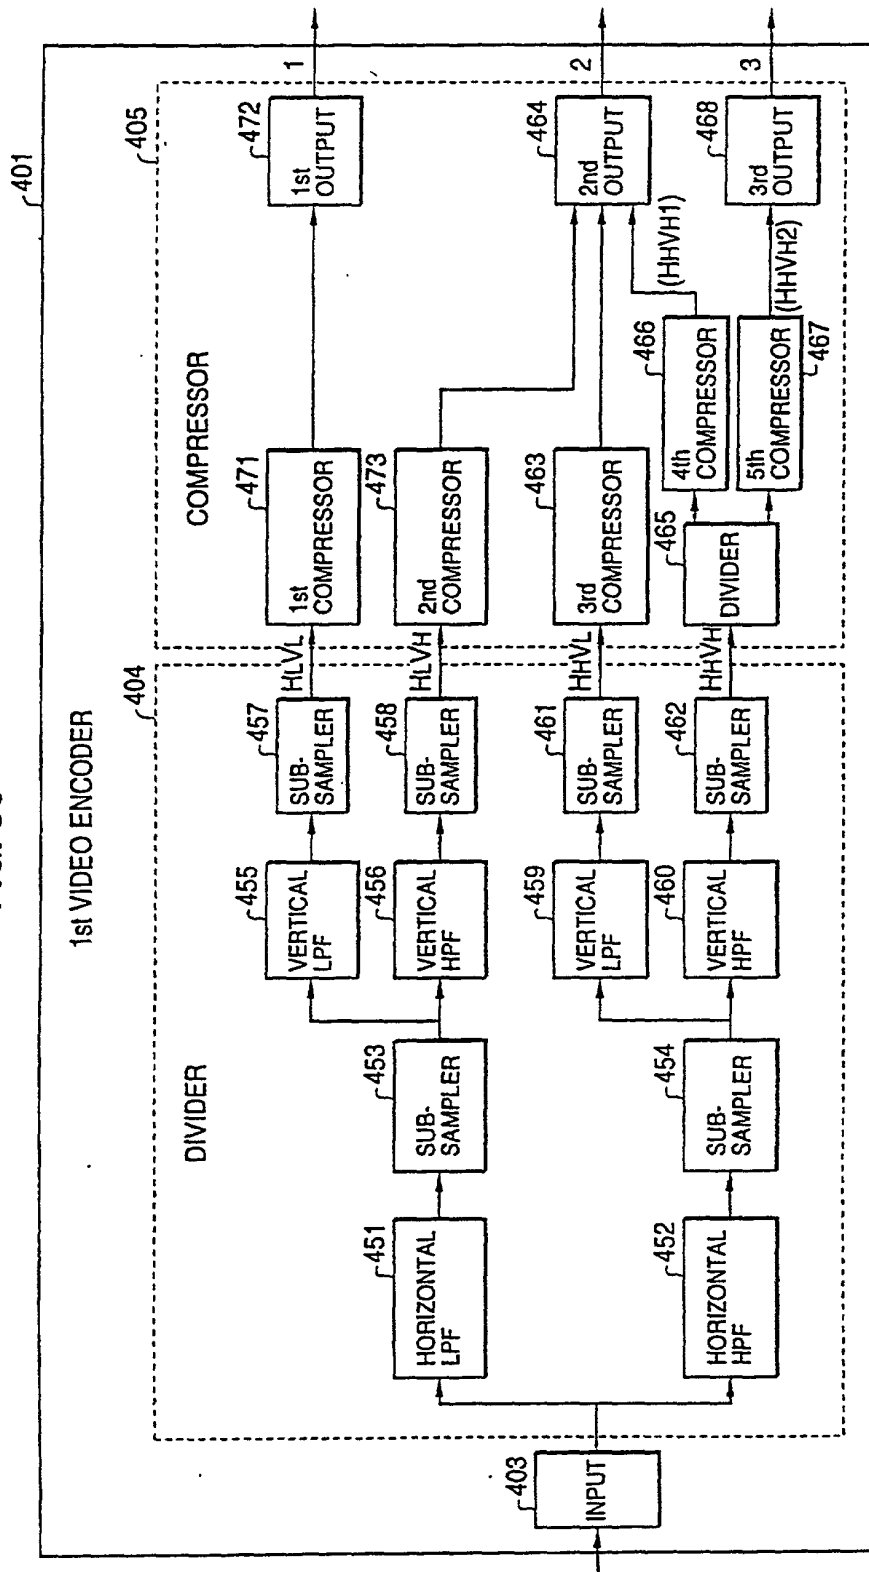 401
1st VIDEO ENCODER
404
405
DIVIDER
COMPRESSOR
403
INPUT
451
HORIZONTAL
LPF
452
HORIZONTAL
HPF
453
SUB-
SAMPLER
454
SUB-
SAMPLER
455
VERTICAL
LPF
456
VERTICAL
HPF
459
VERTICAL
LPF
460
VERTICAL
HPF
457
SUB-
SAMPLER
458
SUB-
SAMPLER
461
SUB-
SAMPLER
462
SUB-
SAMPLER
HLVL
HLVH
HHVL
HHVH
471
1st
COMPRESSOR
473
2nd
COMPRESSOR
463
3rd
COMPRESSOR
465
DIVIDER
466
4th
COMPRESSOR
467
5th
COMPRESSOR
(HHVH1)
(HHVH2)
472
1st
OUTPUT
464
2nd
OUTPUT
468
3rd
OUTPUT
1
2
3